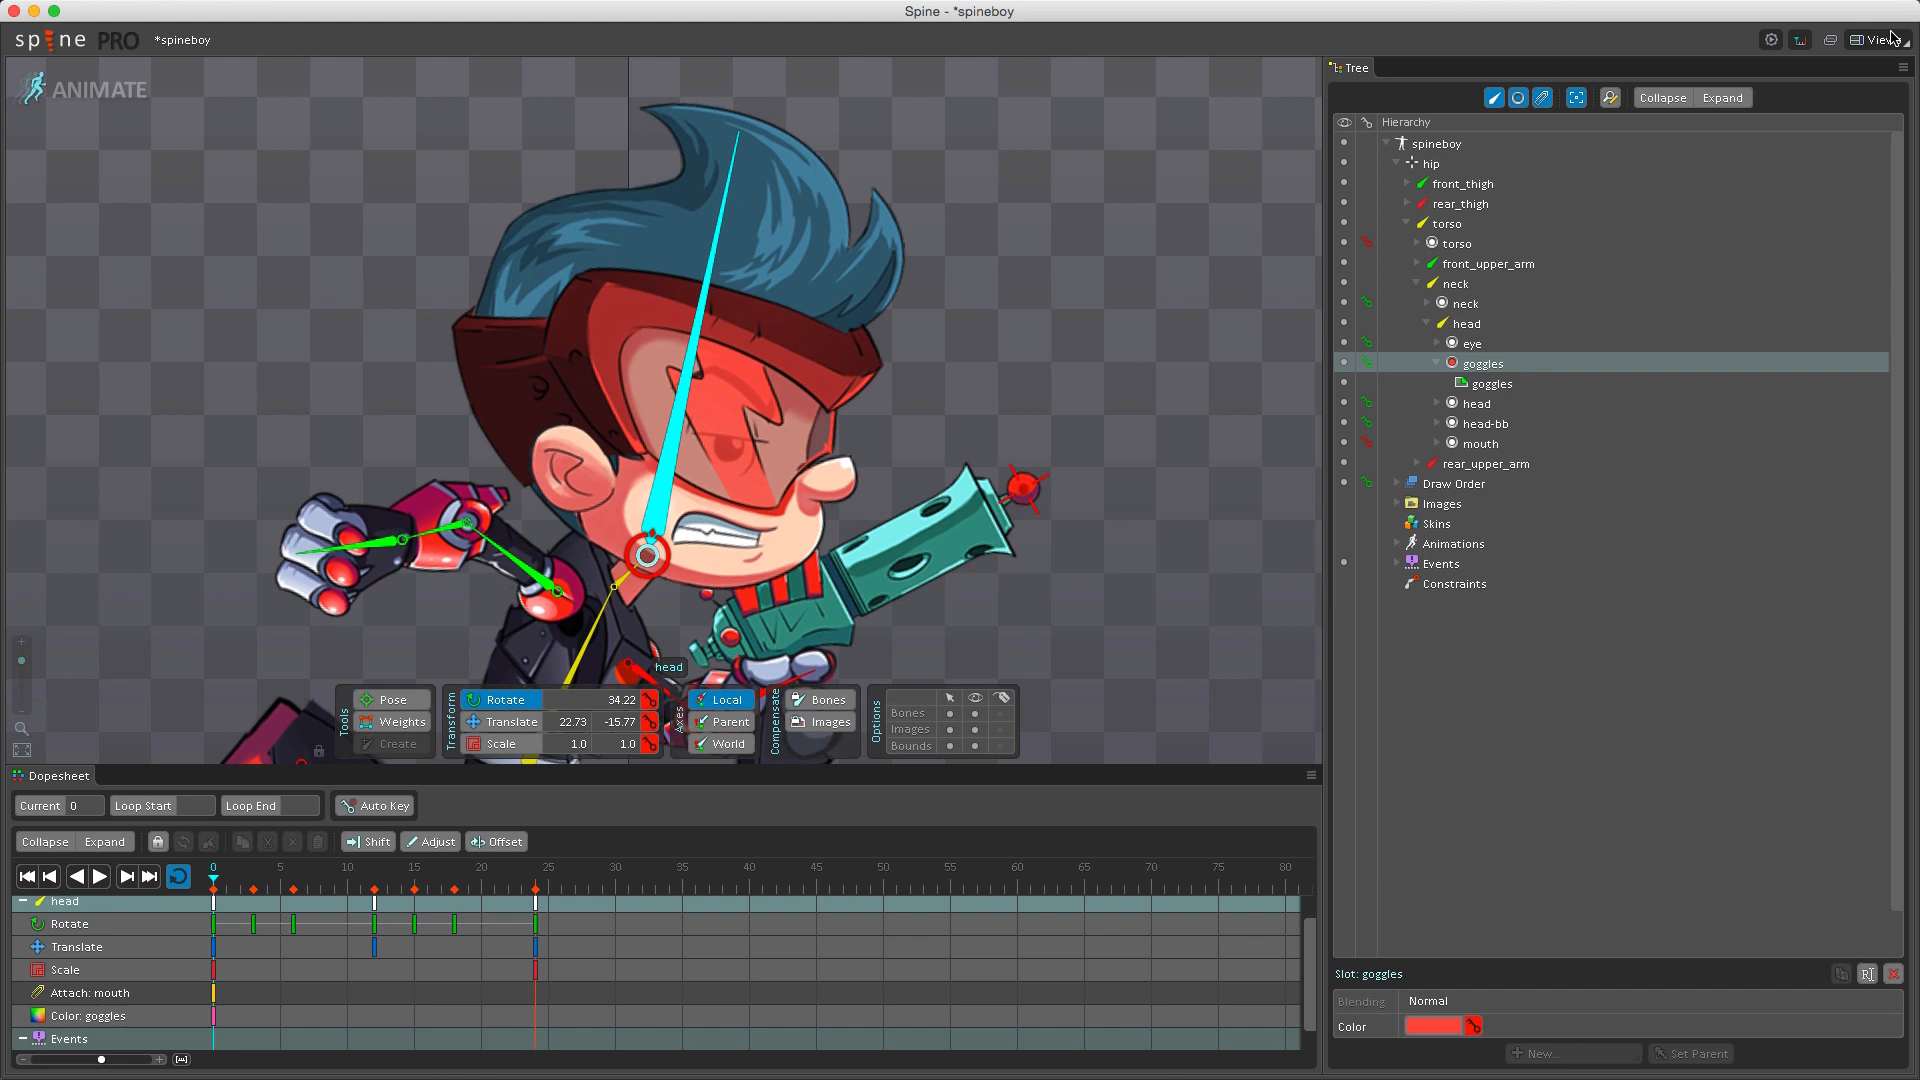 Spine - *spineboy
spine PRO *spineboy
Views
ANIMATE
Tree
Collapse Expand
Hierarchy
spineboy
hip
front_thigh
rear_thigh
torso
torso
front_upper_arm
neck
neck
head
eye
goggles
goggles
head
head-bb
mouth
rear_upper_arm
Draw Order
Images
Skins
Animations
Events
Constraints
head
Tools
Pose
Weights
Create
Transform
Rotate 34.22
Translate 22.73 -15.77
Scale 1.0 1.0
Axes
Local
Parent
World
Compensate
Bones
Images
Options
Bones
Images
Bounds
Dopesheet
Current 0 Loop Start Loop End Auto Key
Collapse Expand Shift Adjust Offset
0 5 10 15 20 25 30 35 40 45 50 55 60 65 70 75 80
head
Rotate
Translate
Scale
Attach: mouth
Color: goggles
Events
Slot: goggles
Blending Normal
Color
New... Set Parent